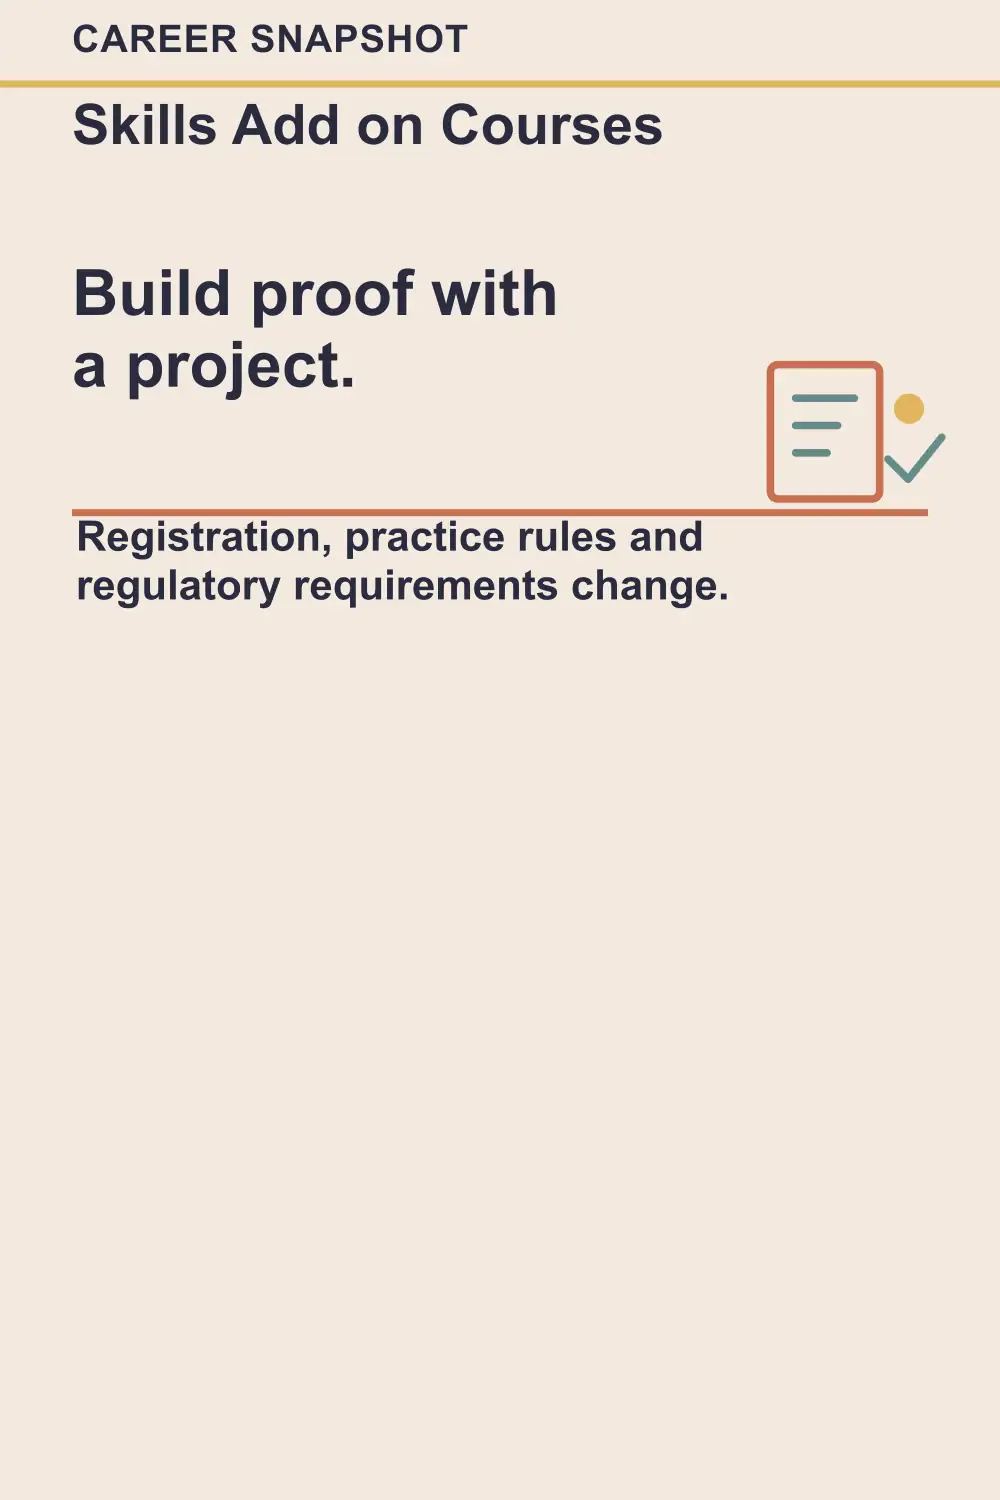 CAREER SNAPSHOT
Skills Add on Courses
Build proof with
a project.
Registration, practice rules and
regulatory requirements change.